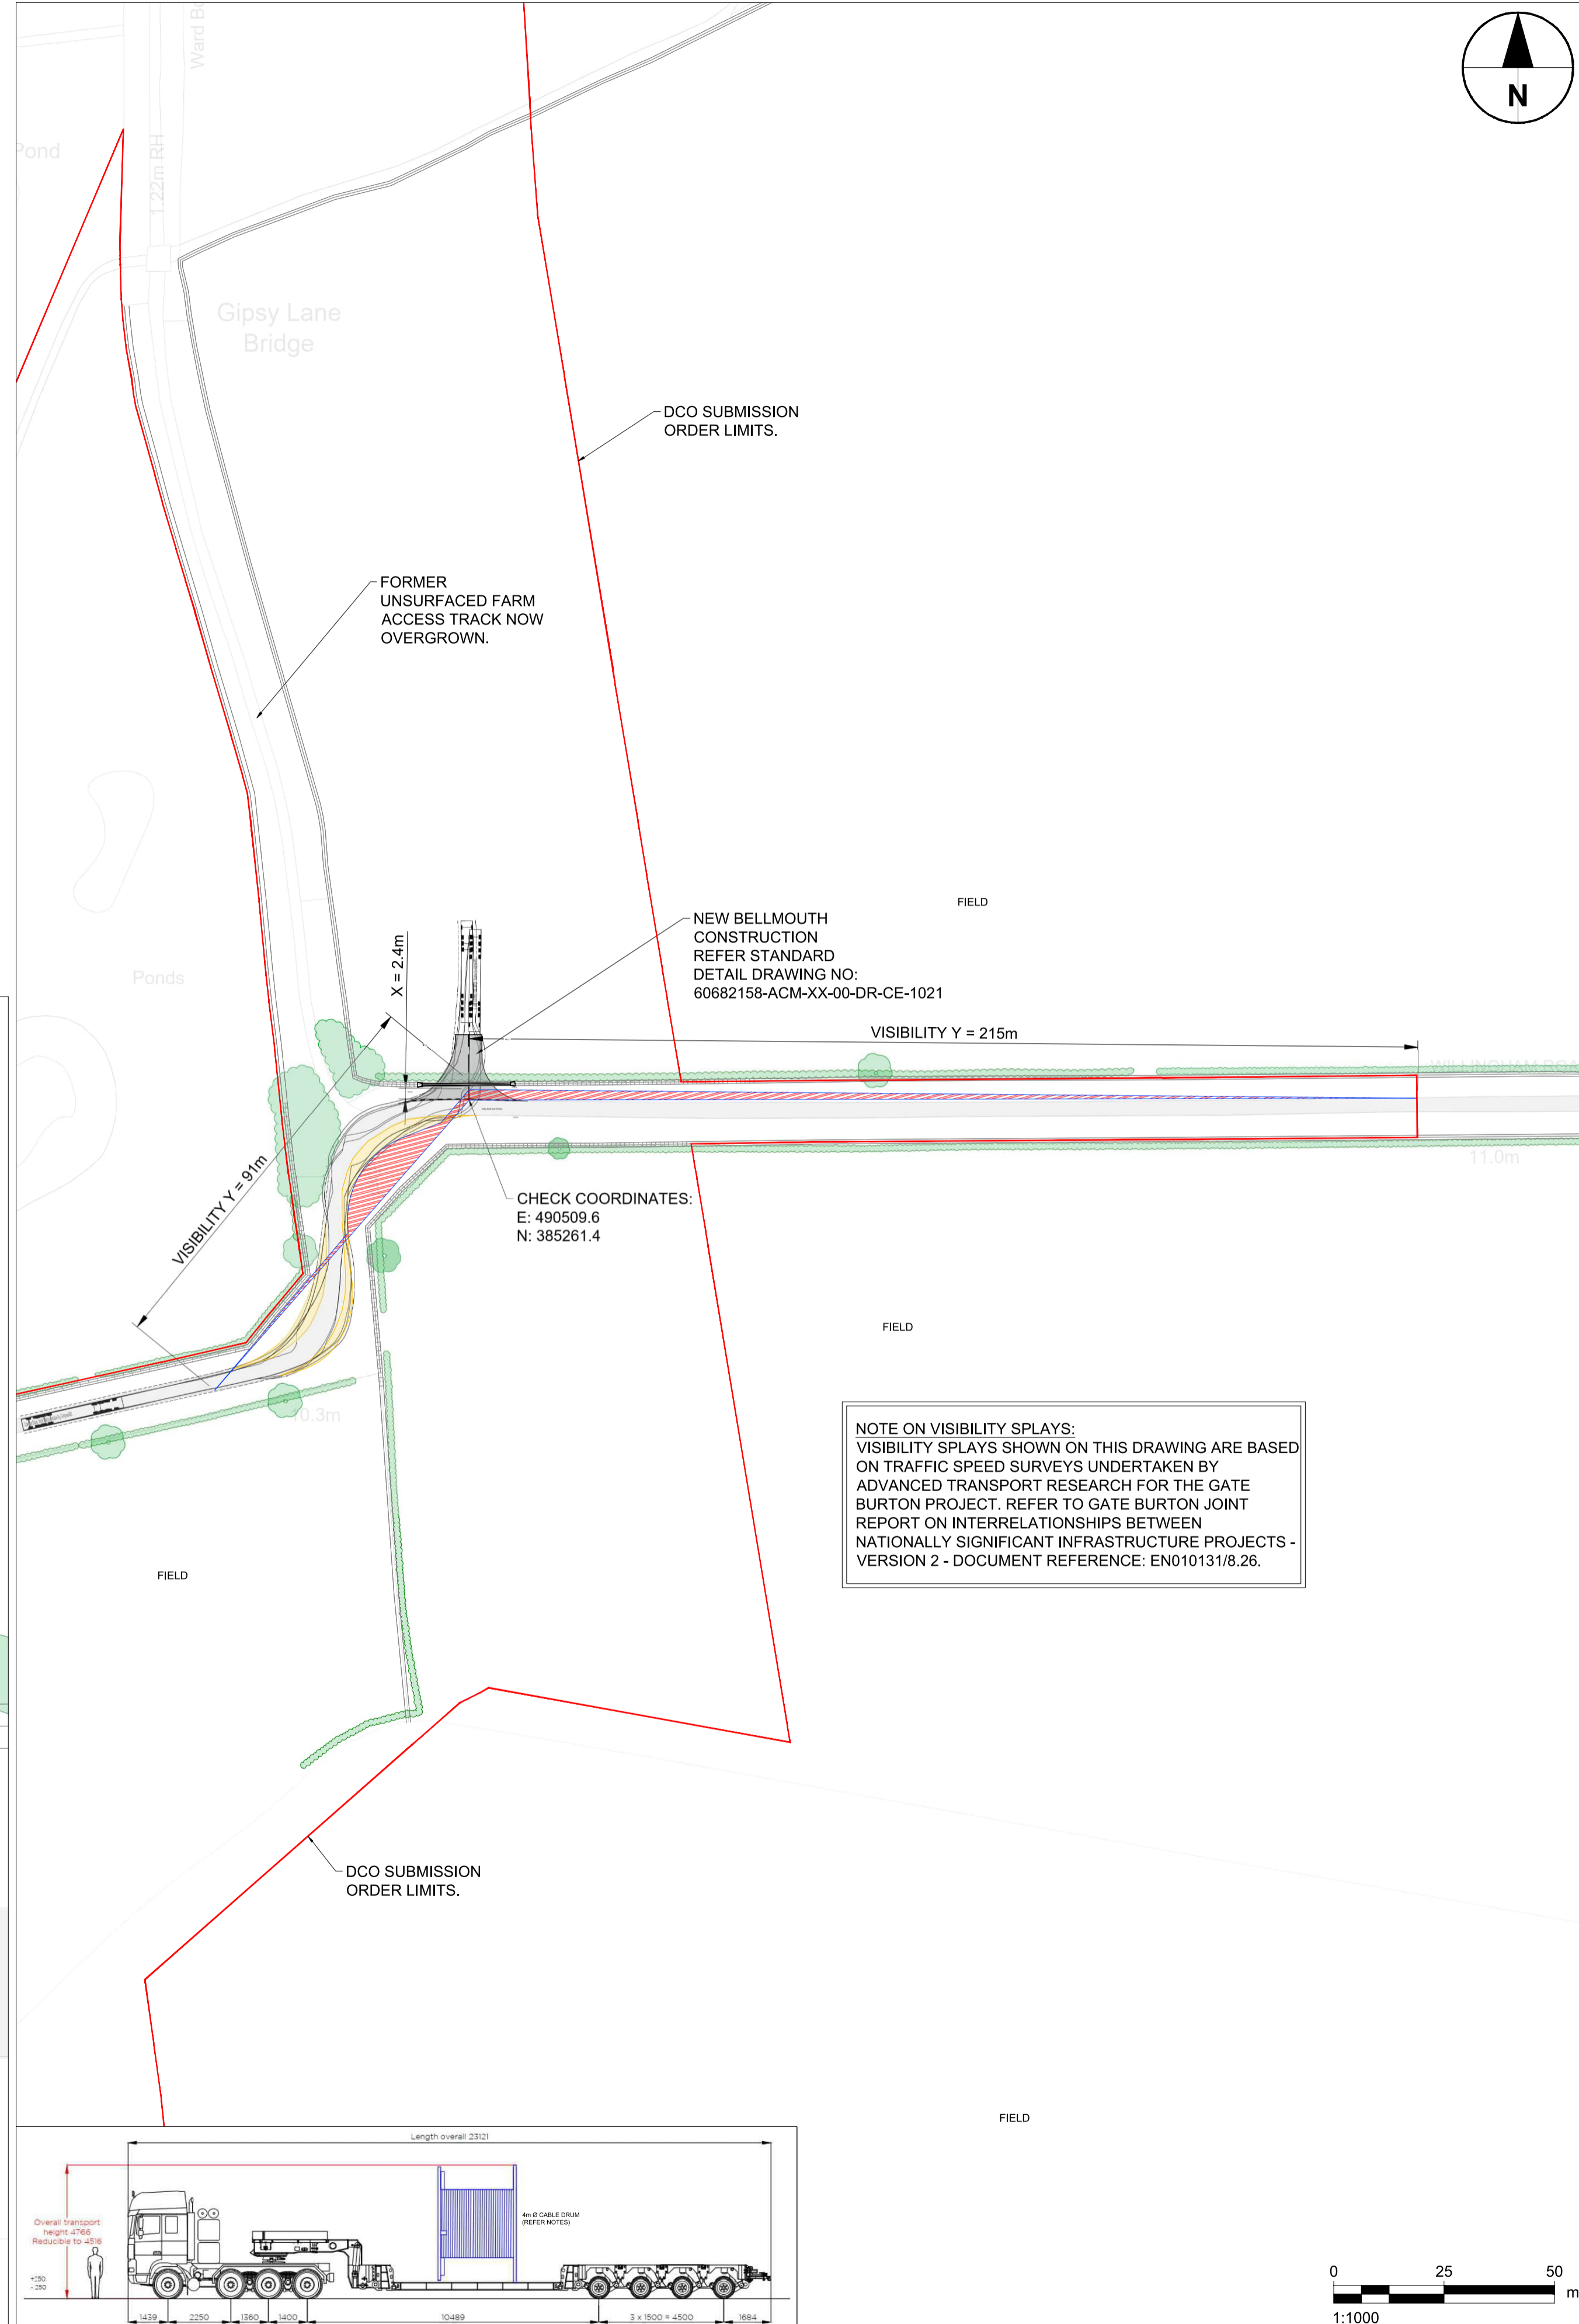 Pond
1.22m RH
N
Gipsy Lane
Bridge
DCO SUBMISSION
ORDER LIMITS.
FORMER
UNSURFACED FARM
ACCESS TRACK NOW
OVERGROWN.
FIELD
NEW BELLMOUTH
CONSTRUCTION
REFER STANDARD
DETAIL DRAWING NO:
60682158-ACM-XX-00-DR-CE-1021
X = 2.4m
Ponds
VISIBILITY Y = 215m
VISIBILITY Y = 91m
11.0m
CHECK COORDINATES:
E: 490509.6
N: 385261.4
FIELD
NOTE ON VISIBILITY SPLAYS:
VISIBILITY SPLAYS SHOWN ON THIS DRAWING ARE BASED
ON TRAFFIC SPEED SURVEYS UNDERTAKEN BY
ADVANCED TRANSPORT RESEARCH FOR THE GATE
BURTON PROJECT. REFER TO GATE BURTON JOINT
REPORT ON INTERRELATIONSHIPS BETWEEN
NATIONALLY SIGNIFICANT INFRASTRUCTURE PROJECTS -
VERSION 2 - DOCUMENT REFERENCE: EN010131/8.26.
FIELD
DCO SUBMISSION
ORDER LIMITS.
FIELD
Length overall 23121
Overall transport
height 4766
Reducible to 4516
4m Ø CABLE DRUM
(REFER NOTES)
+250
- 250
1439 2250 1360 1400 10489 3 x 1500 = 4500 1684
0 25 50
m
1:1000